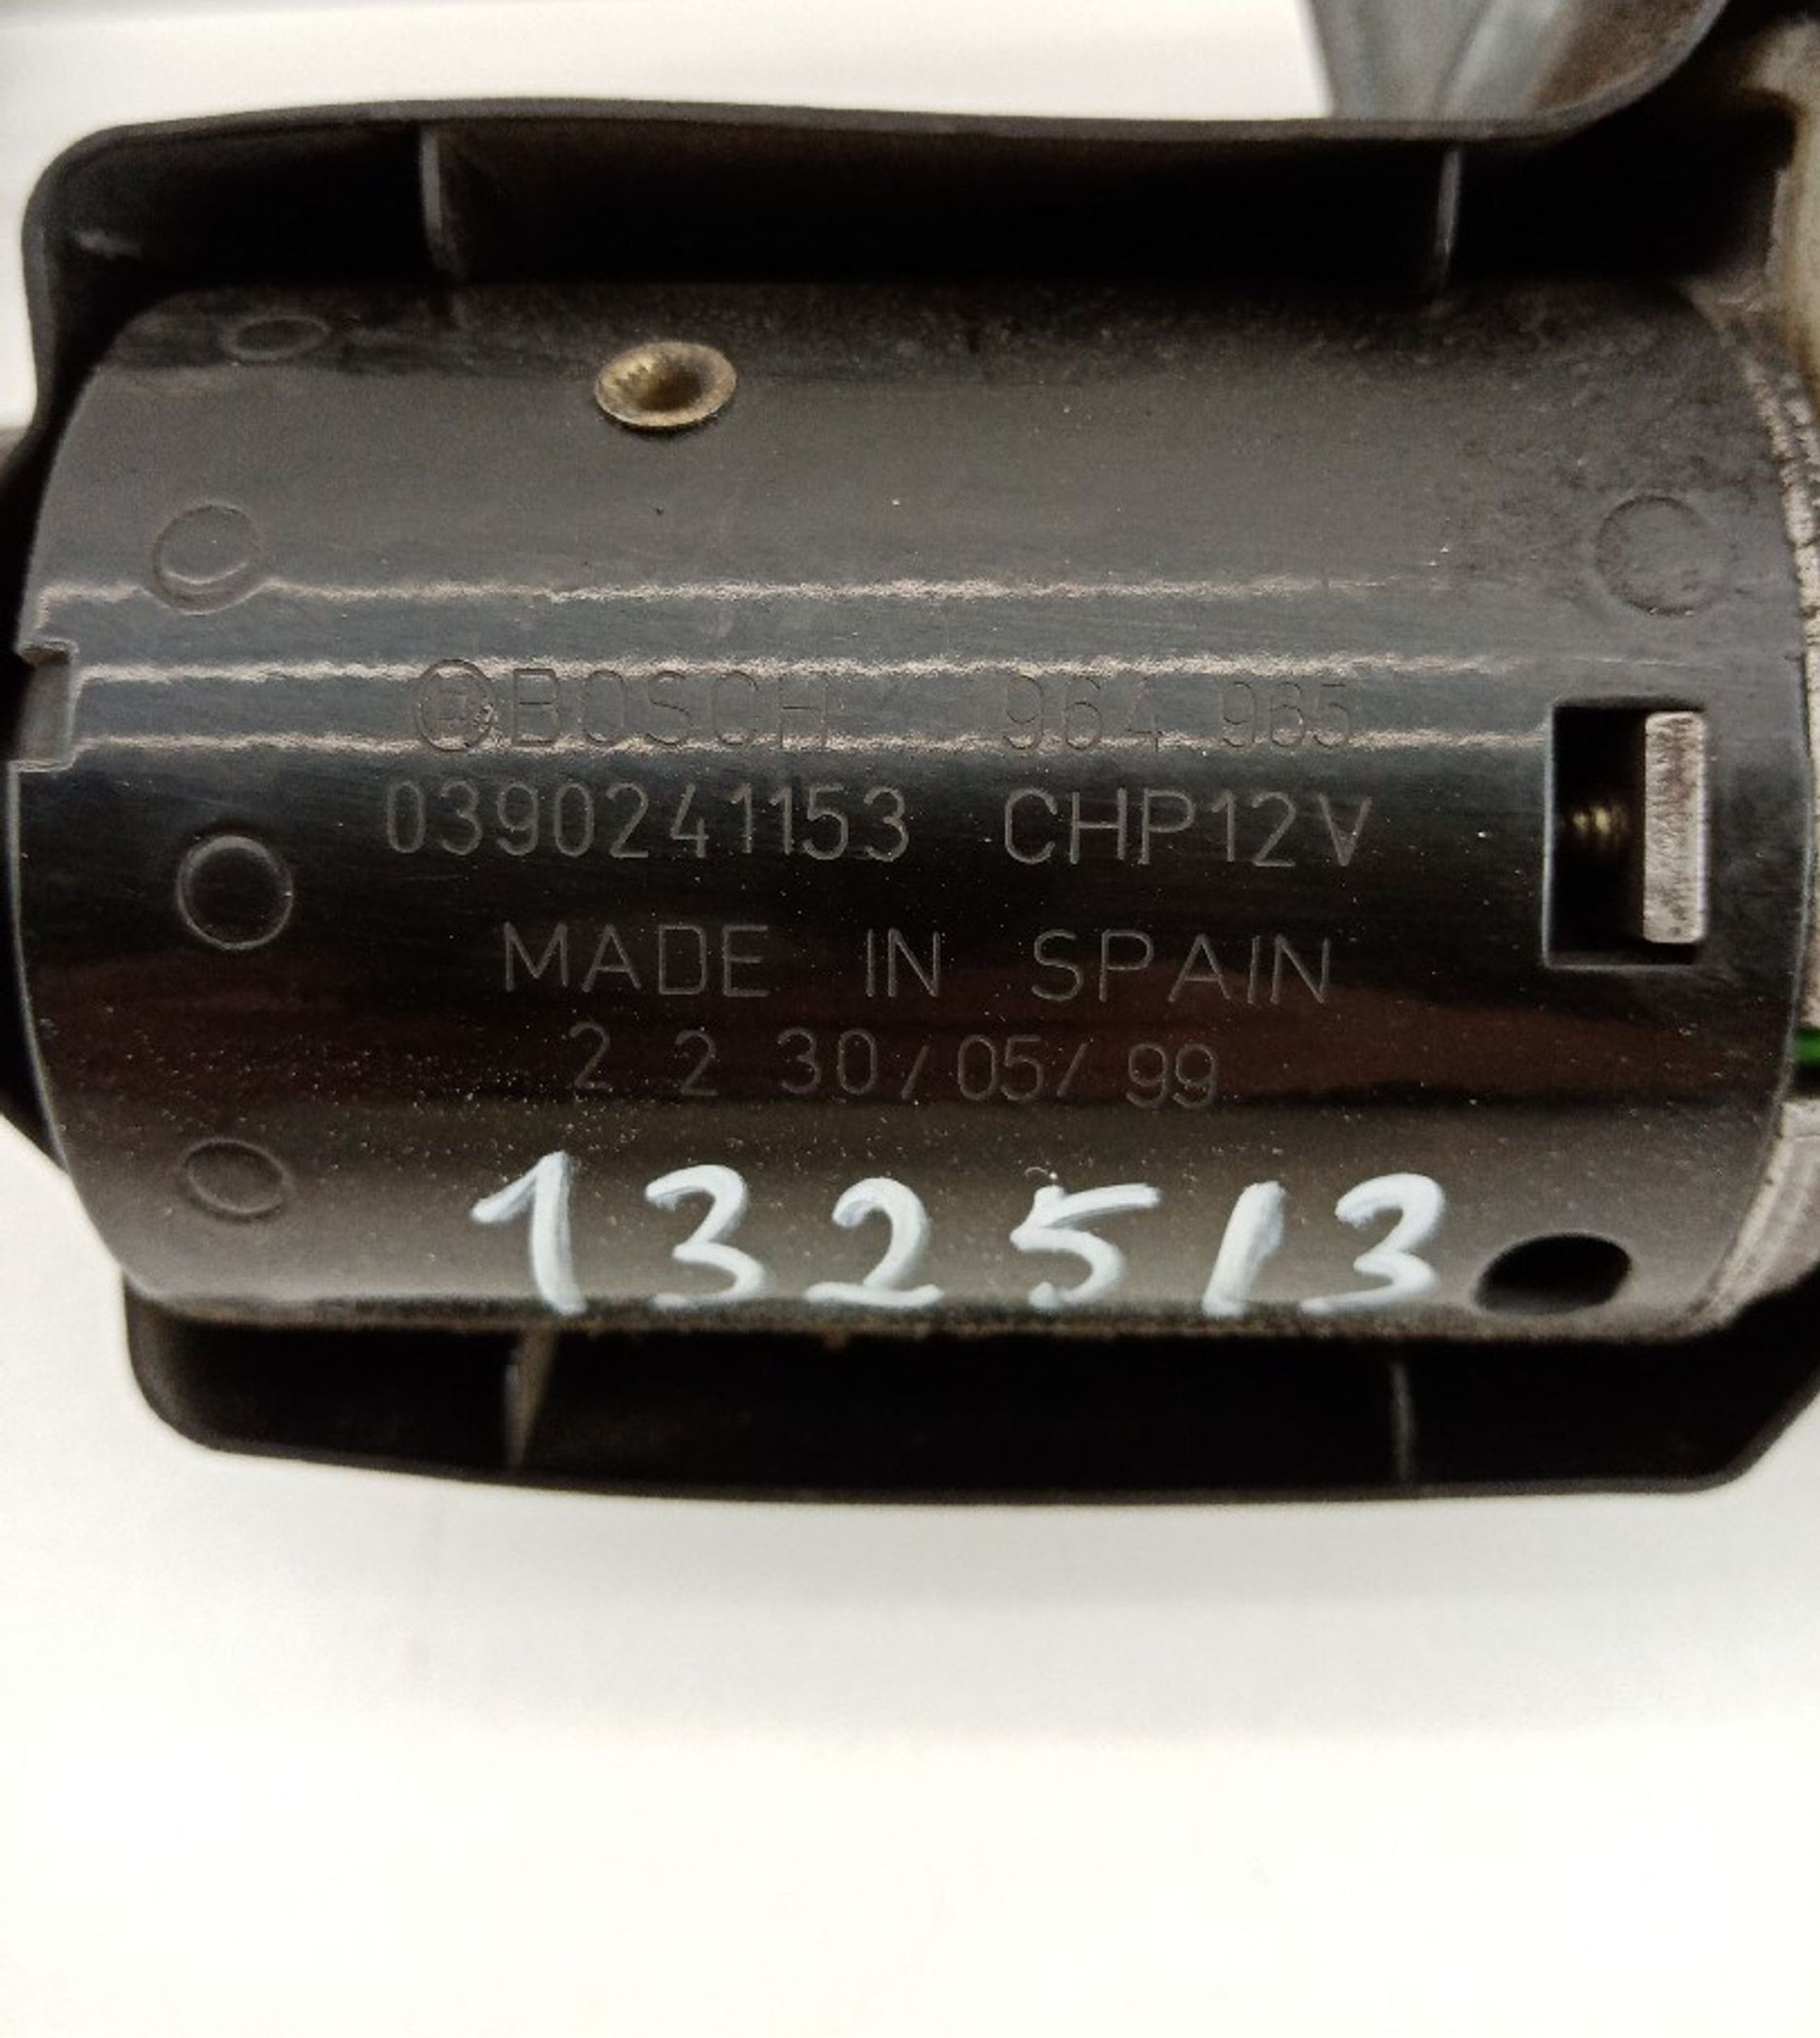 BOSCH 964 965
0390241153 CHP12V
MADE IN SPAIN
2 2 30/05/99
132513